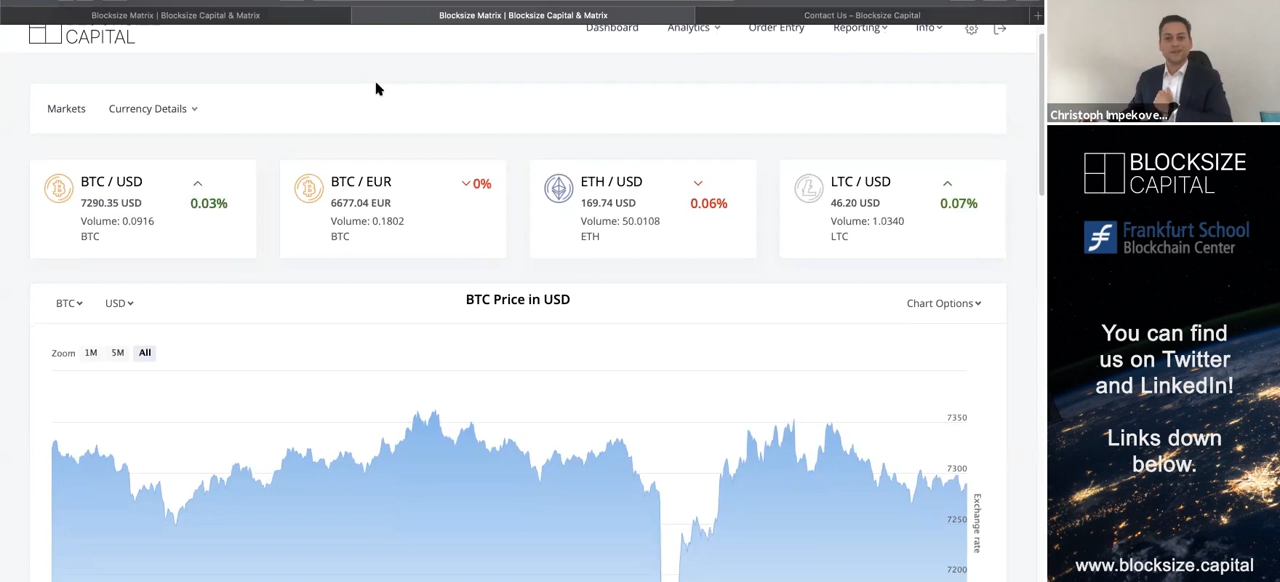 Blocksize Matrix | Blocksize Capital & Matrix
Blocksize Matrix | Blocksize Capital & Matrix
Contact Us – Blocksize Capital
+
CAPITAL
Dashboard
Analytics
Order Entry
Reporting
Info
Markets
Currency Details
BTC / USD
7290.35 USD
0.03%
Volume: 0.0916
BTC
BTC / EUR
0%
6677.04 EUR
Volume: 0.1802
BTC
ETH / USD
169.74 USD
0.06%
Volume: 50.0108
ETH
LTC / USD
46.20 USD
0.07%
Volume: 1.0340
LTC
BTC
USD
BTC Price in USD
Chart Options
Zoom
1M
5M
All
7350
7300
7250
7200
Exchange rate
Christoph Impekove...
BLOCKSIZE
CAPITAL
Frankfurt School
Blockchain Center
You can find
us on Twitter
and LinkedIn!
Links down
below.
www.blocksize.capital